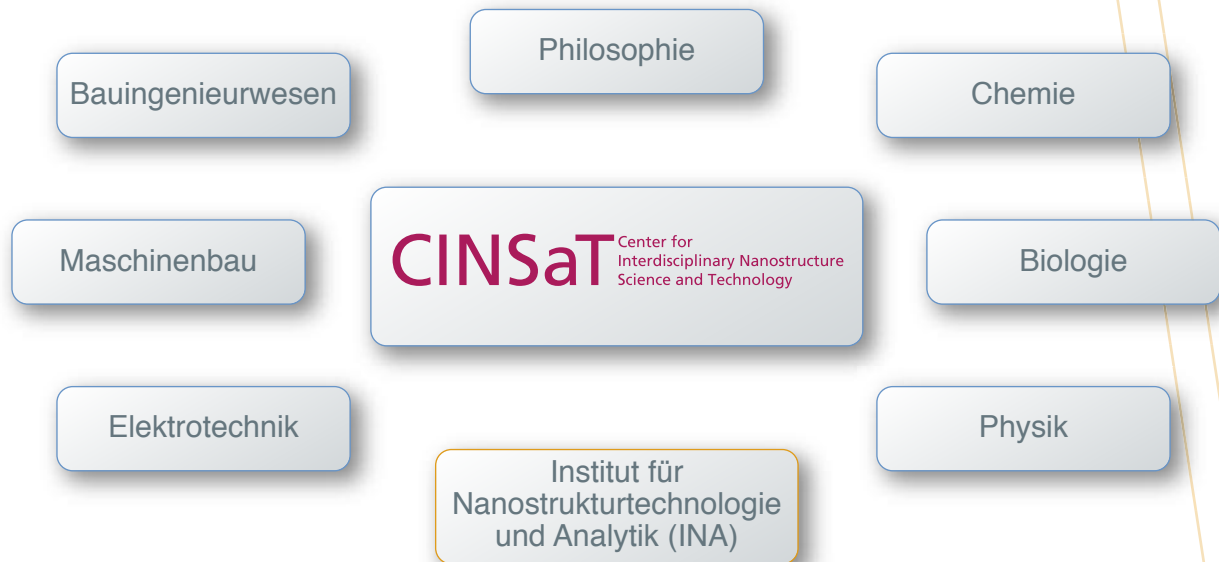 Philosophie
Bauingenieurwesen
Chemie
CINSaT
Center for
Interdisciplinary Nanostructure
Science and Technology
Maschinenbau
Biologie
Elektrotechnik
Physik
Institut für
Nanostrukturtechnologie
und Analytik (INA)